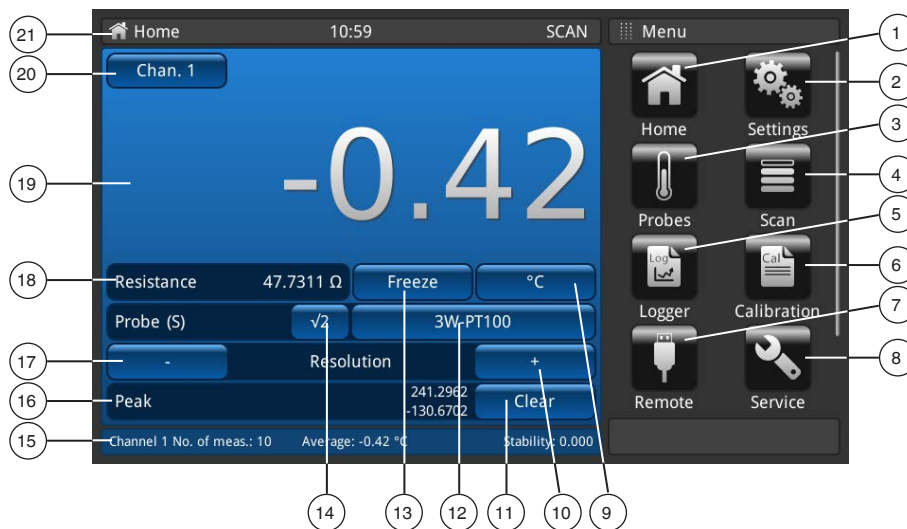 21
Home 10:59 SCAN
Menu
1
20
Chan. 1
2
Home Settings
3
19
-0.42
4
Probes Scan
Log
Cal
5
18
Resistance 47.7311 Ω Freeze °C
6
Logger Calibration
Probe (S) √2 3W-PT100
7
17
- Resolution +
8
16
Peak 241.2962
-130.6702
Clear
Remote Service
15
Channel 1 No. of meas.: 10 Average: -0.42 °C Stability: 0.000
14 13 12 11 10 9